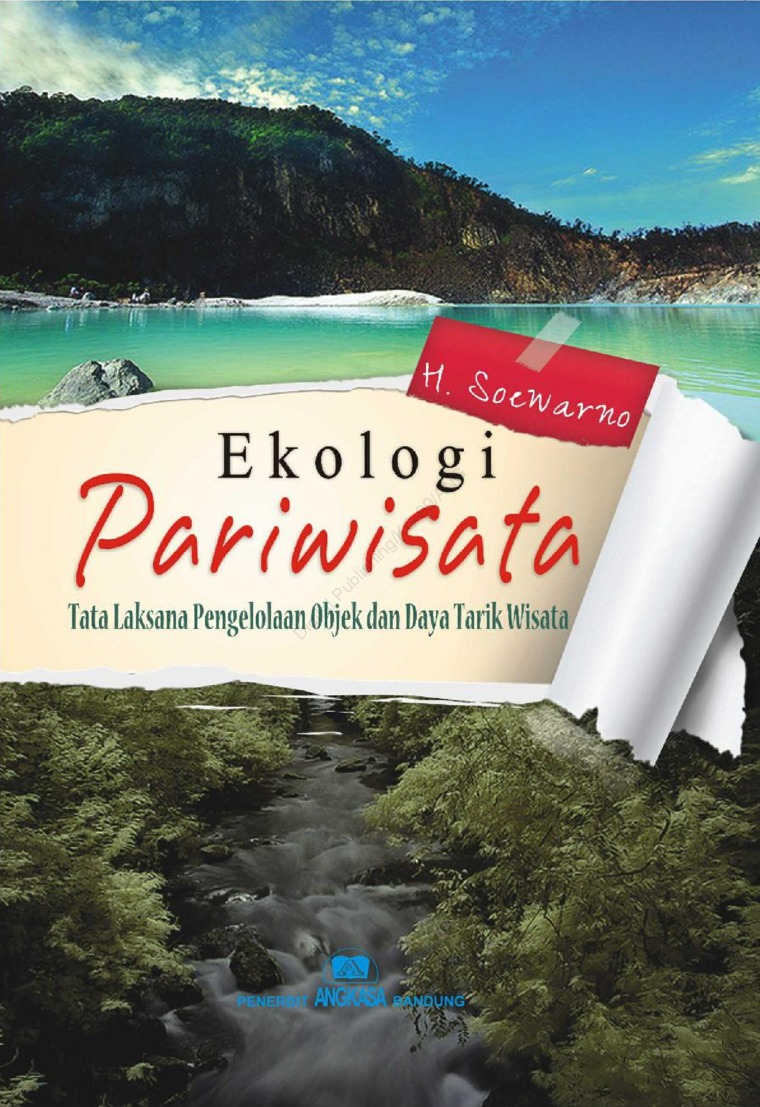 H. Soewarno
Ekologi
Pariwisata
Tata Laksana Pengelolaan Objek dan Daya Tarik Wisata
PENERBIT ANGKASA BANDUNG